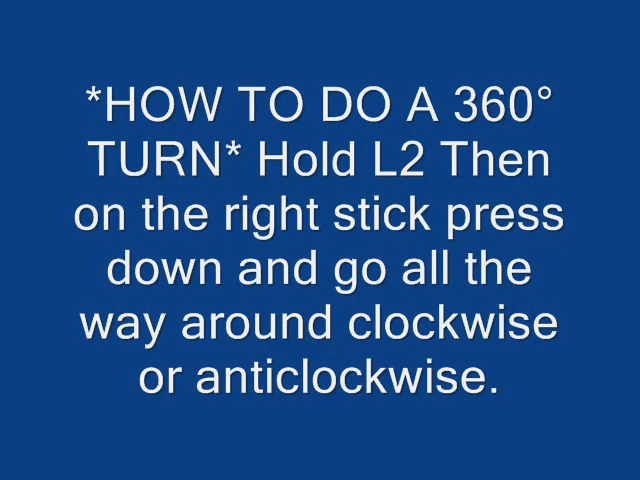 *HOW TO DO A 360°
TURN* Hold L2 Then
on the right stick press
down and go all the
way around clockwise
or anticlockwise.